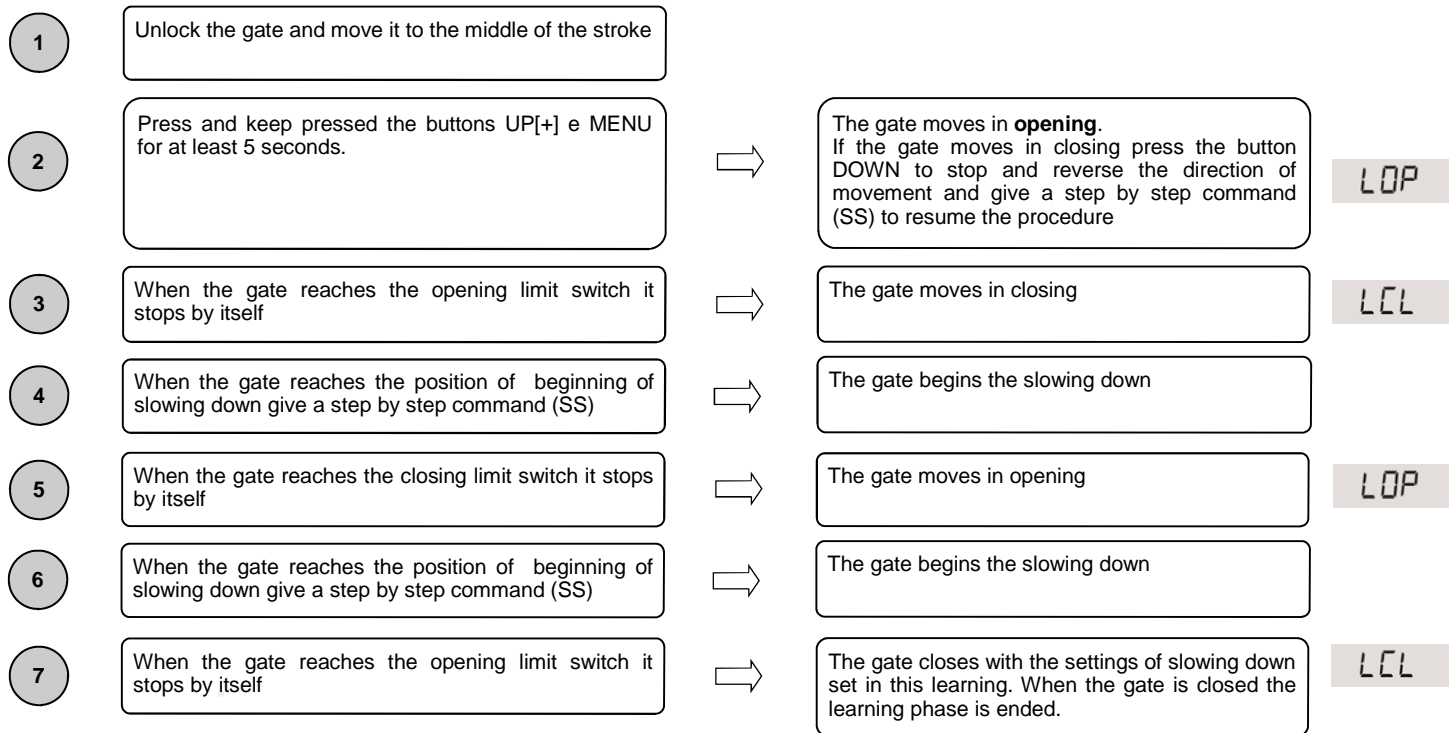 1
Unlock the gate and move it to the middle of the stroke
2
Press and keep pressed the buttons UP[+] e MENU
for at least 5 seconds.
The gate moves in opening.
If the gate moves in closing press the button
DOWN to stop and reverse the direction of
movement and give a step by step command
(SS) to resume the procedure
LOP
3
When the gate reaches the opening limit switch it
stops by itself
The gate moves in closing
LCL
4
When the gate reaches the position of beginning of
slowing down give a step by step command (SS)
The gate begins the slowing down
5
When the gate reaches the closing limit switch it stops
by itself
The gate moves in opening
LOP
6
When the gate reaches the position of beginning of
slowing down give a step by step command (SS)
The gate begins the slowing down
7
When the gate reaches the opening limit switch it
stops by itself
The gate closes with the settings of slowing down
set in this learning. When the gate is closed the
learning phase is ended.
LCL